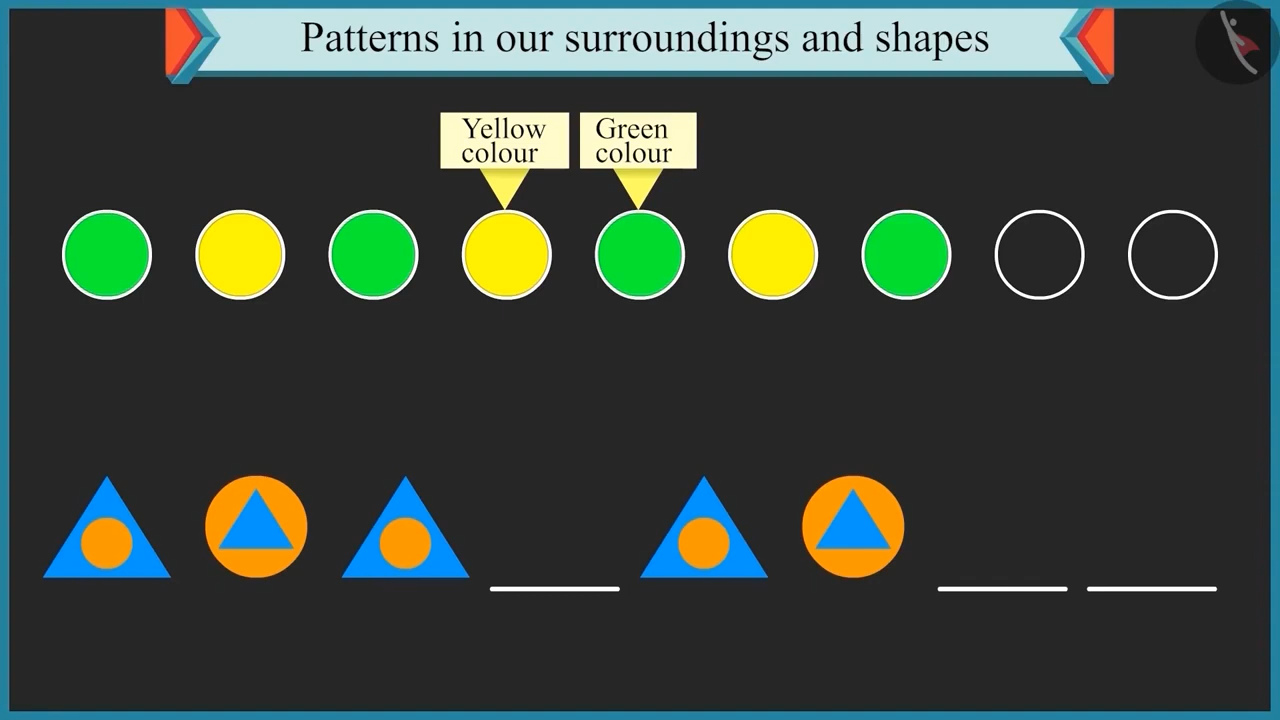 Patterns in our surroundings and shapes
Yellow
colour
Green
colour